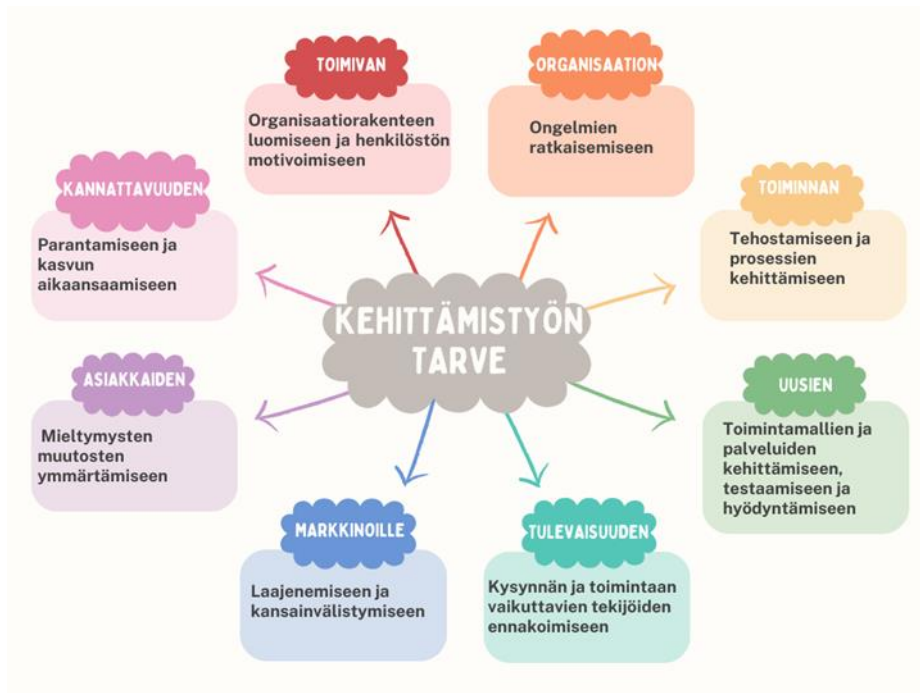 KEHITTÄMISTYÖN
TARVE
TOIMIVAN
Organisaatiorakenteen
luomiseen ja henkilöstön
motivoimiseen
ORGANISAATION
Ongelmien
ratkaisemiseen
TOIMINNAN
Tehostamiseen ja
prosessien
kehittämiseen
UUSIEN
Toimintamallien ja
palveluiden
kehittämiseen,
testaamiseen ja
hyödyntämiseen
TULEVAISUUDEN
Kysynnän ja toimintaan
vaikuttavien tekijöiden
ennakoimiseen
MARKKINOILLE
Laajenemiseen ja
kansainvälistymiseen
ASIAKKAIDEN
Mieltymysten
muutosten
ymmärtämiseen
KANNATTAVUUDEN
Parantamiseen ja
kasvun
aikaansaamiseen